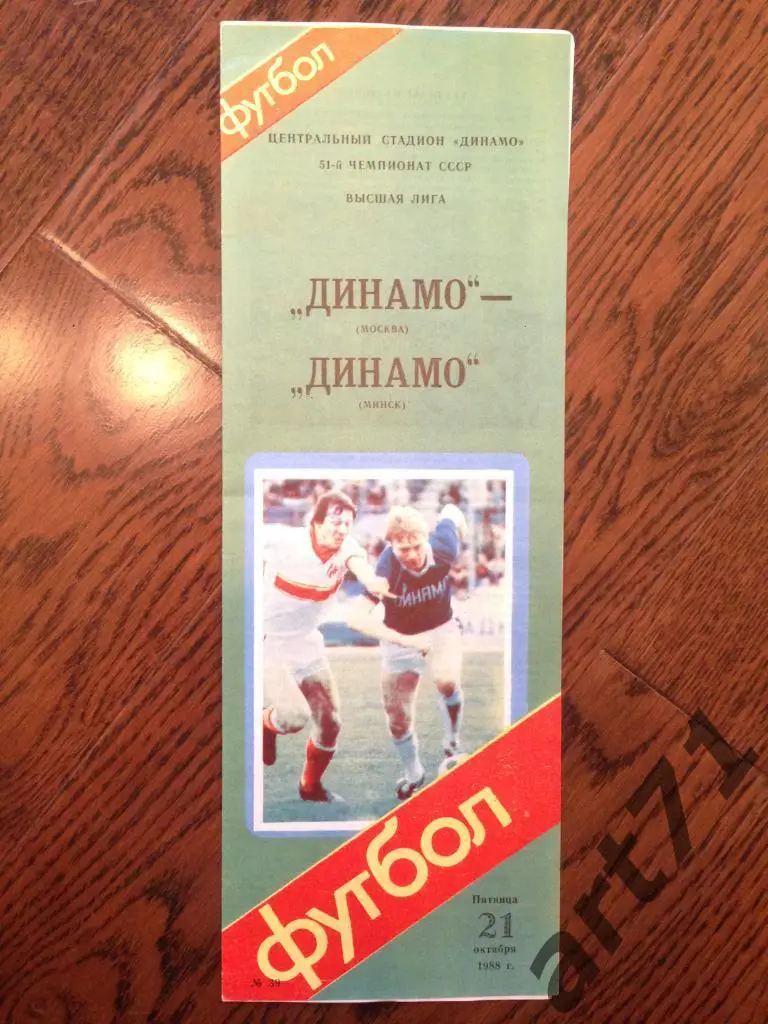 футбол
ЦЕНТРАЛЬНЫЙ СТАДИОН «ДИНАМО»
51-й ЧЕМПИОНАТ СССР
ВЫСШАЯ ЛИГА
„ДИНАМО“—
(МОСКВА)
„ДИНАМО“
(МИНСК)
ДИНАМО
футбол
Пятница
21
октября
1988 г.
№ 39
art71